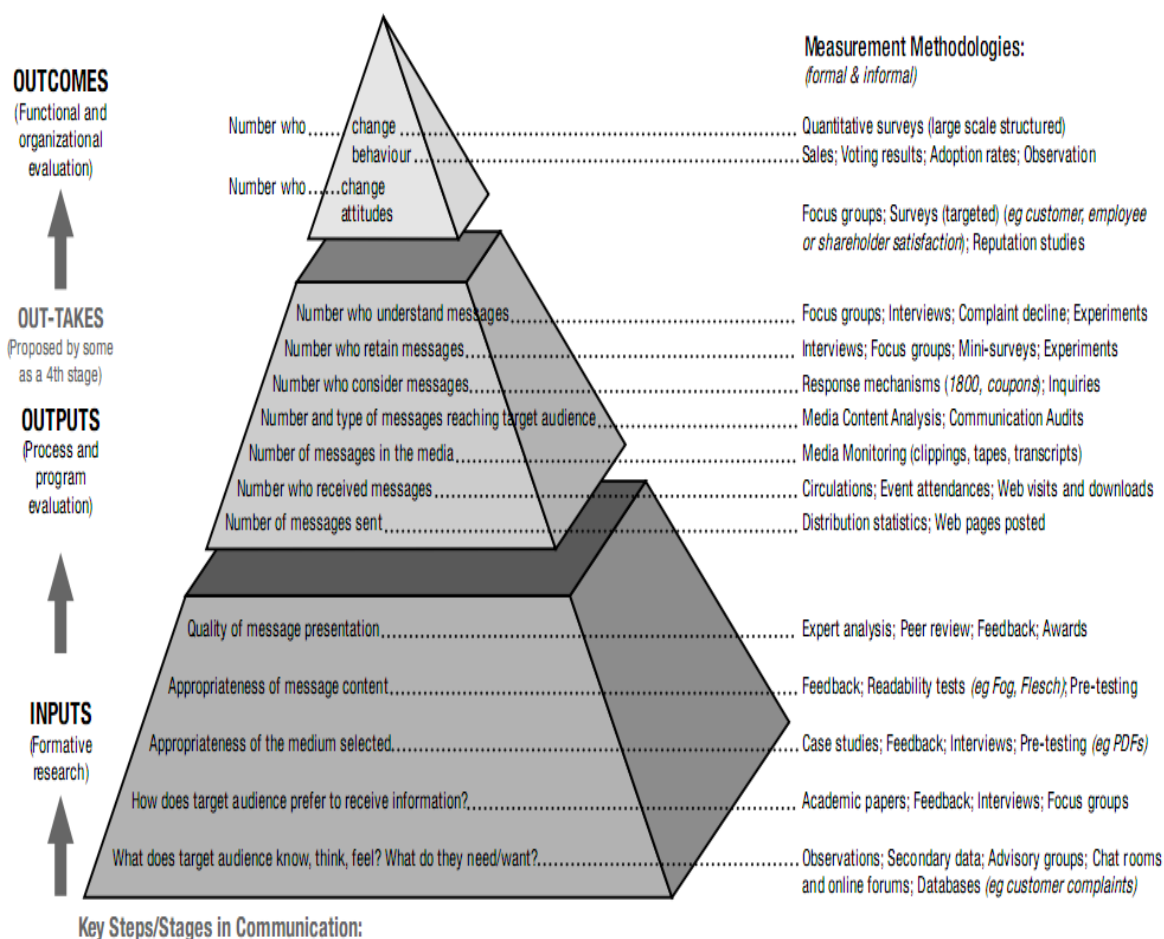 Measurement Methodologies:
(formal & informal)
OUTCOMES
(Functional and
organizational
evaluation)
Number who ...... change
behaviour
Quantitative surveys (large scale structured)
Sales; Voting results; Adoption rates; Observation
Number who ...... change
attitudes
Focus groups; Surveys (targeted) (eg customer, employee
or shareholder satisfaction); Reputation studies
OUT-TAKES
(Proposed by some
as a 4th stage)
Number who understand messages
Focus groups; Interviews; Complaint decline; Experiments
Number who retain messages
Interviews; Focus groups; Mini-surveys; Experiments
Number who consider messages
Response mechanisms (1800, coupons); Inquiries
OUTPUTS
(Process and
program
evaluation)
Number and type of messages reaching target audience
Media Content Analysis; Communication Audits
Number of messages in the media
Media Monitoring (clippings, tapes, transcripts)
Number who received messages
Circulations; Event attendances; Web visits and downloads
Number of messages sent
Distribution statistics; Web pages posted
Quality of message presentation
Expert analysis; Peer review; Feedback; Awards
Appropriateness of message content
Feedback; Readability tests (eg Fog, Flesch); Pre-testing
INPUTS
(Formative
research)
Appropriateness of the medium selected
Case studies; Feedback; Interviews; Pre-testing (eg PDFs)
How does target audience prefer to receive information?
Academic papers; Feedback; Interviews; Focus groups
What does target audience know, think, feel? What do they need/want?
Observations; Secondary data; Advisory groups; Chat rooms
and online forums; Databases (eg customer complaints)
Key Steps/Stages in Communication: